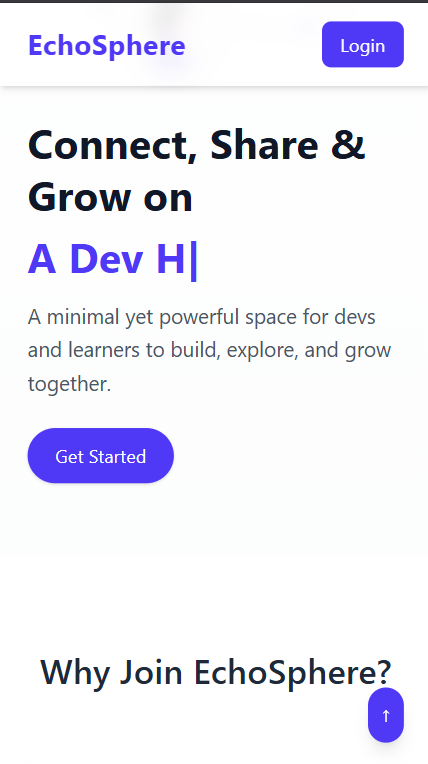 EchoSphere
Login
Connect, Share &
Grow on
A Dev H|
A minimal yet powerful space for devs
and learners to build, explore, and grow
together.
Get Started
Why Join EchoSphere?
↑